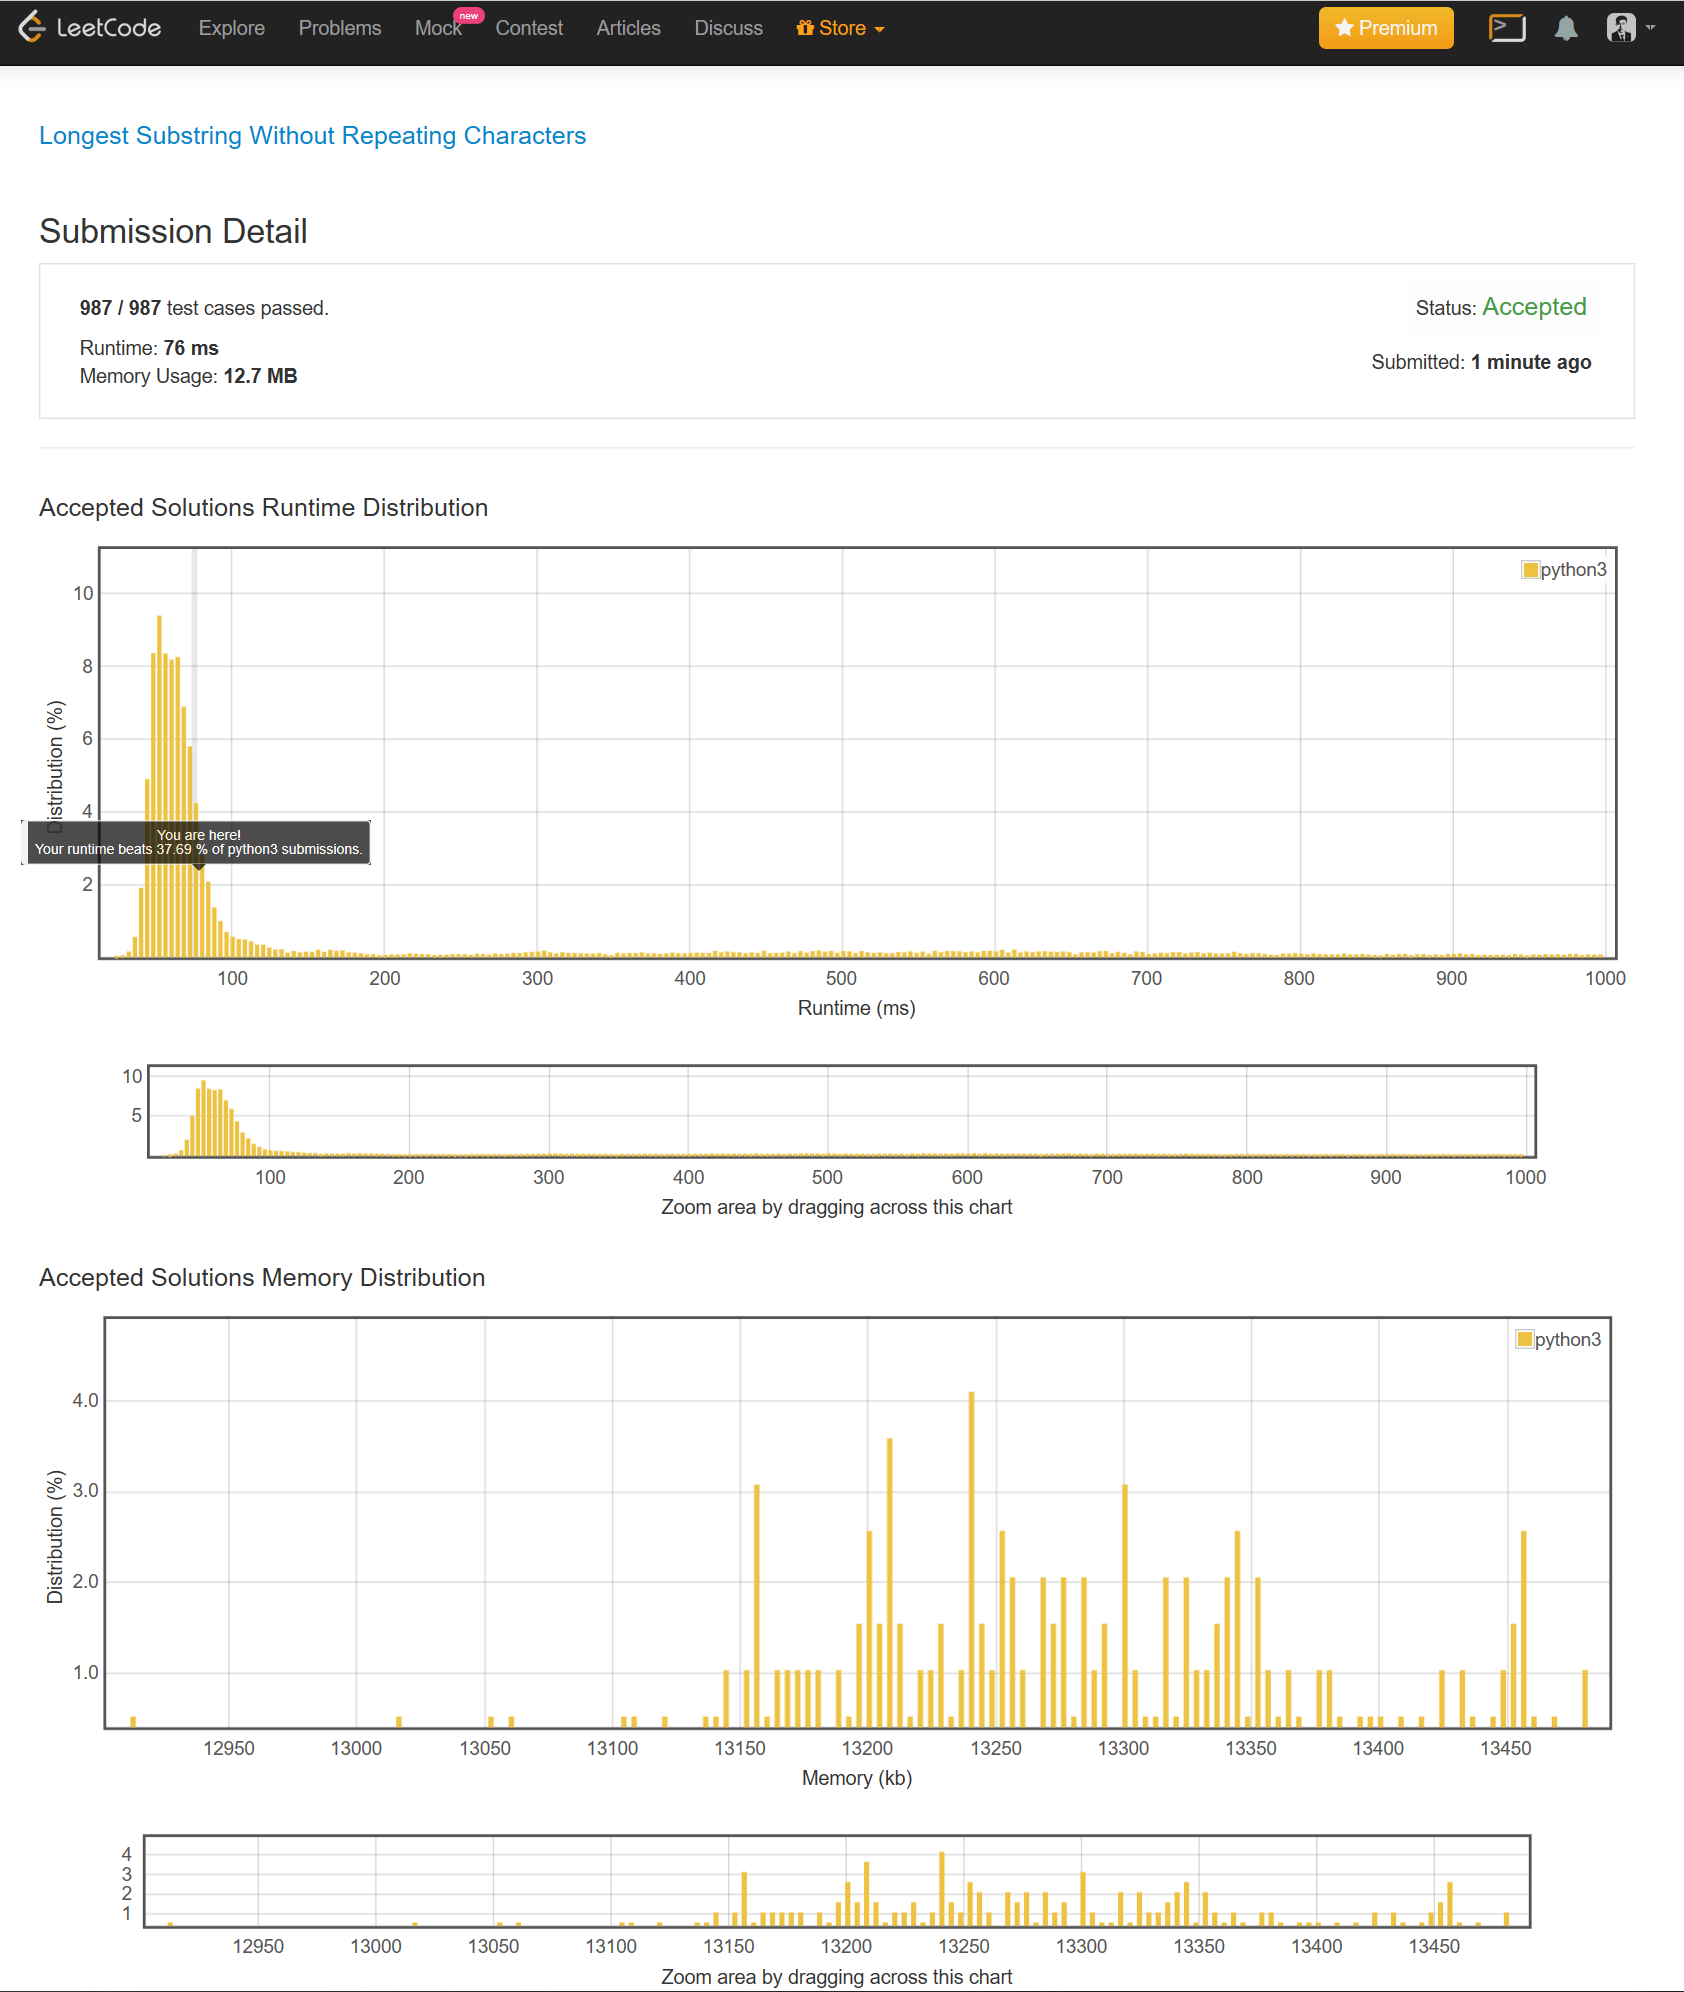 LeetCode Explore Problems Mock new Contest Articles Discuss Store Premium
Longest Substring Without Repeating Characters
Submission Detail
987 / 987 test cases passed.
Status: Accepted
Runtime: 76 ms
Memory Usage: 12.7 MB
Submitted: 1 minute ago
Accepted Solutions Runtime Distribution
python3
10
8
6
4
2
Distribution (%)
You are here!
Your runtime beats 37.69 % of python3 submissions.
100 200 300 400 500 600 700 800 900 1000
Runtime (ms)
10
5
100 200 300 400 500 600 700 800 900 1000
Zoom area by dragging across this chart
Accepted Solutions Memory Distribution
python3
4.0
3.0
2.0
1.0
Distribution (%)
12950 13000 13050 13100 13150 13200 13250 13300 13350 13400 13450
Memory (kb)
4
3
2
1
12950 13000 13050 13100 13150 13200 13250 13300 13350 13400 13450
Zoom area by dragging across this chart